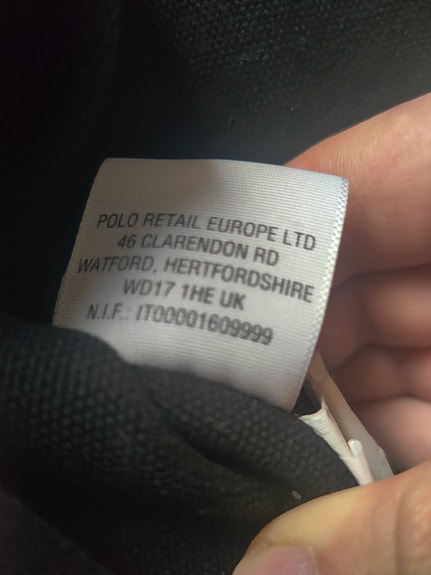 POLO RETAIL EUROPE LTD
46 CLARENDON RD
WATFORD, HERTFORDSHIRE
WD17 1HE UK
N.I.F.: IT00001609999